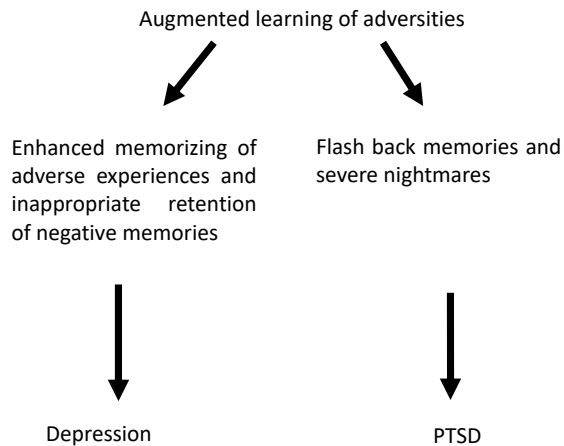 Augmented learning of adversities
Enhanced memorizing of
adverse experiences and
inappropriate retention
of negative memories
Flash back memories and
severe nightmares
Depression
PTSD